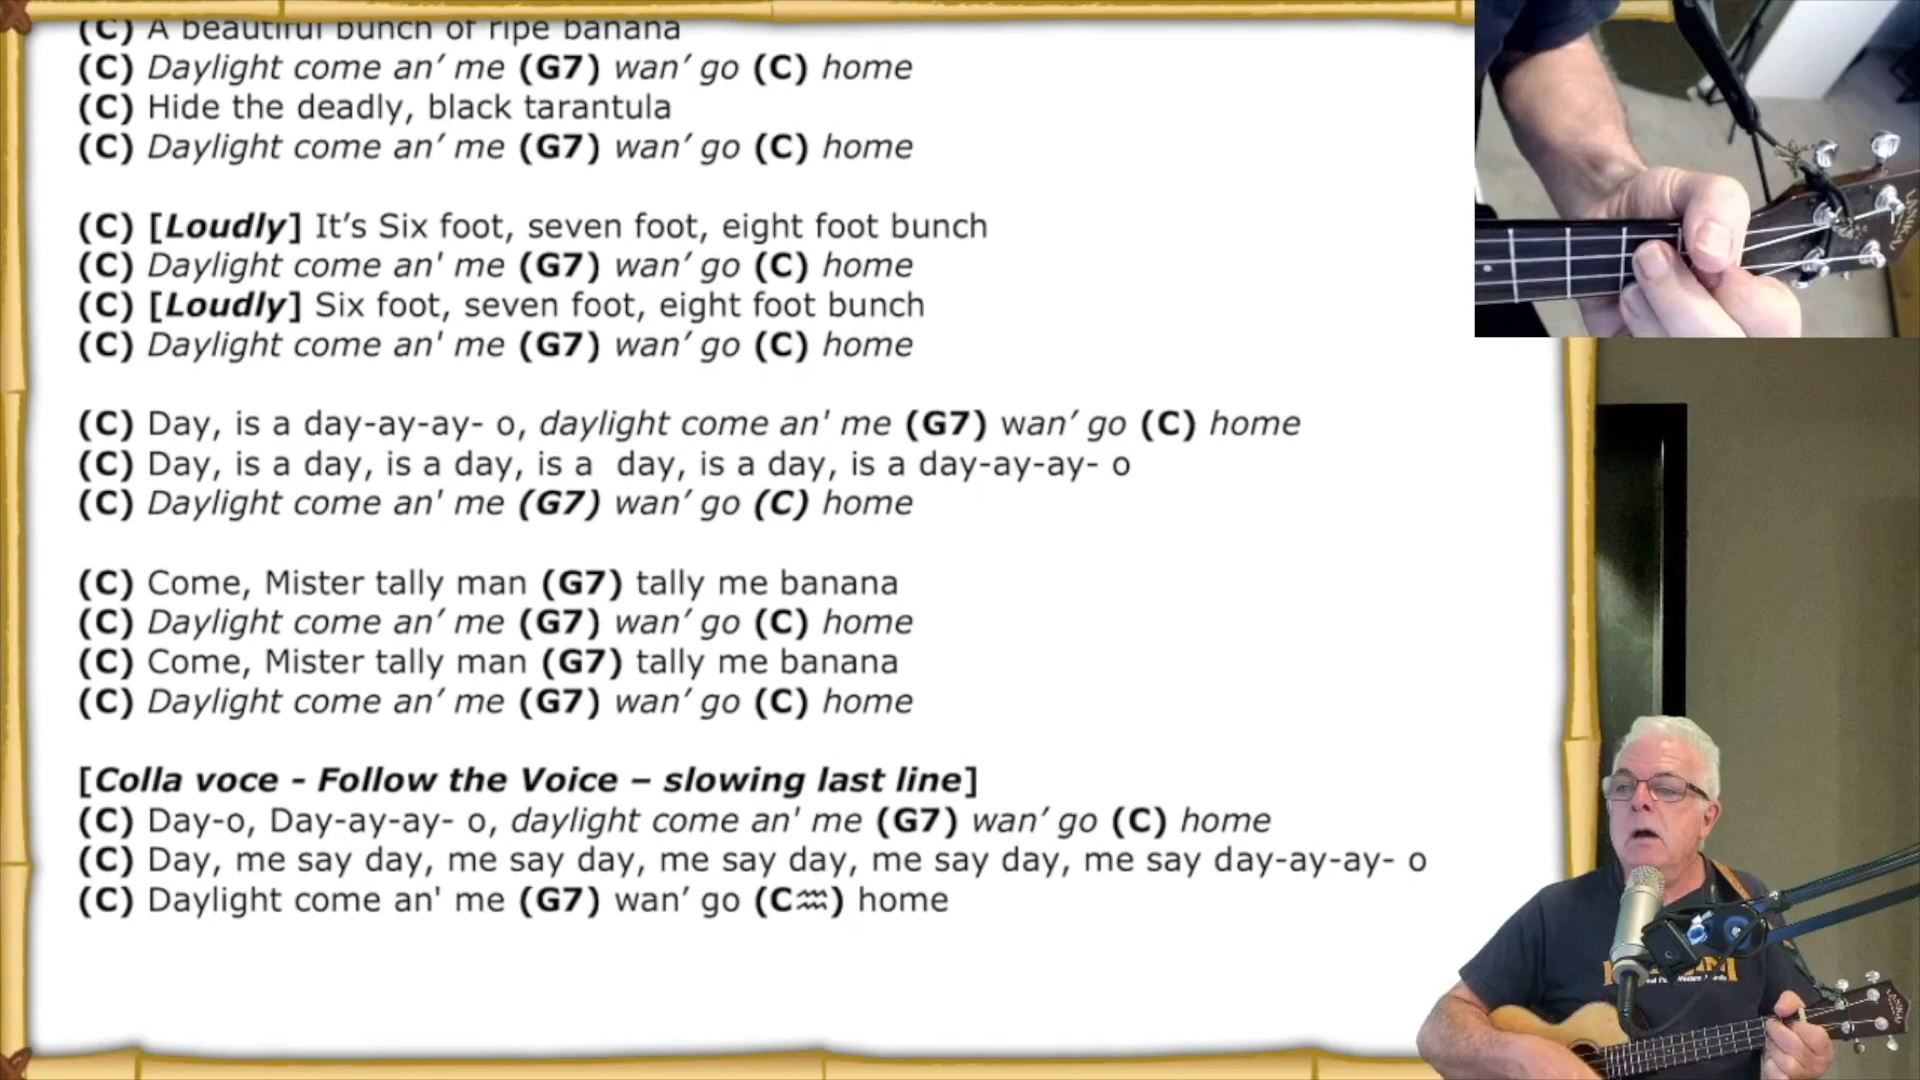 (C) A beautiful bunch of ripe banana
(C) Daylight come an’ me (G7) wan’ go (C) home
(C) Hide the deadly, black tarantula
(C) Daylight come an’ me (G7) wan’ go (C) home
(C) [Loudly] It’s Six foot, seven foot, eight foot bunch
(C) Daylight come an' me (G7) wan’ go (C) home
(C) [Loudly] Six foot, seven foot, eight foot bunch
(C) Daylight come an' me (G7) wan’ go (C) home
(C) Day, is a day-ay-ay- o, daylight come an' me (G7) wan’ go (C) home
(C) Day, is a day, is a day, is a  day, is a day, is a day-ay-ay- o
(C) Daylight come an' me (G7) wan’ go (C) home
(C) Come, Mister tally man (G7) tally me banana
(C) Daylight come an’ me (G7) wan’ go (C) home
(C) Come, Mister tally man (G7) tally me banana
(C) Daylight come an’ me (G7) wan’ go (C) home
[Colla voce - Follow the Voice – slowing last line]
(C) Day-o, Day-ay-ay- o, daylight come an' me (G7) wan’ go (C) home
(C) Day, me say day, me say day, me say day, me say day, me say day-ay-ay- o
(C) Daylight come an' me (G7) wan’ go (C♒) home
LANIKAI